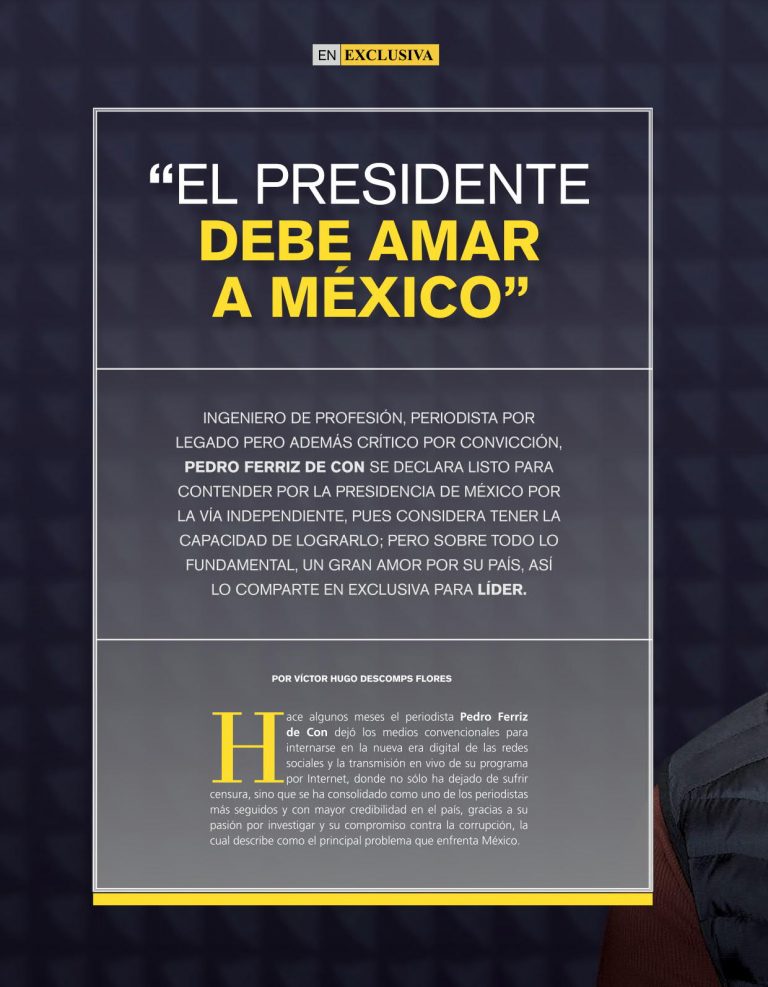 EN EXCLUSIVA
“EL PRESIDENTE
DEBE AMAR
A MÉXICO”
INGENIERO DE PROFESIÓN, PERIODISTA POR
LEGADO PERO ADEMÁS CRÍTICO POR CONVICCIÓN,
PEDRO FERRIZ DE CON SE DECLARA LISTO PARA
CONTENDER POR LA PRESIDENCIA DE MÉXICO POR
LA VÍA INDEPENDIENTE, PUES CONSIDERA TENER LA
CAPACIDAD DE LOGRARLO; PERO SOBRE TODO LO
FUNDAMENTAL, UN GRAN AMOR POR SU PAÍS, ASÍ
LO COMPARTE EN EXCLUSIVA PARA LÍDER.
POR VÍCTOR HUGO DESCOMPS FLORES
Hace algunos meses el periodista Pedro Ferriz
de Con dejó los medios convencionales para
internarse en la nueva era digital de las redes
sociales y la transmisión en vivo de su programa
por Internet, donde no sólo ha dejado de sufrir
censura, sino que se ha consolidado como uno de los periodistas
más seguidos y con mayor credibilidad en el país, gracias a su
pasión por investigar y su compromiso contra la corrupción, la
cual describe como el principal problema que enfrenta México.